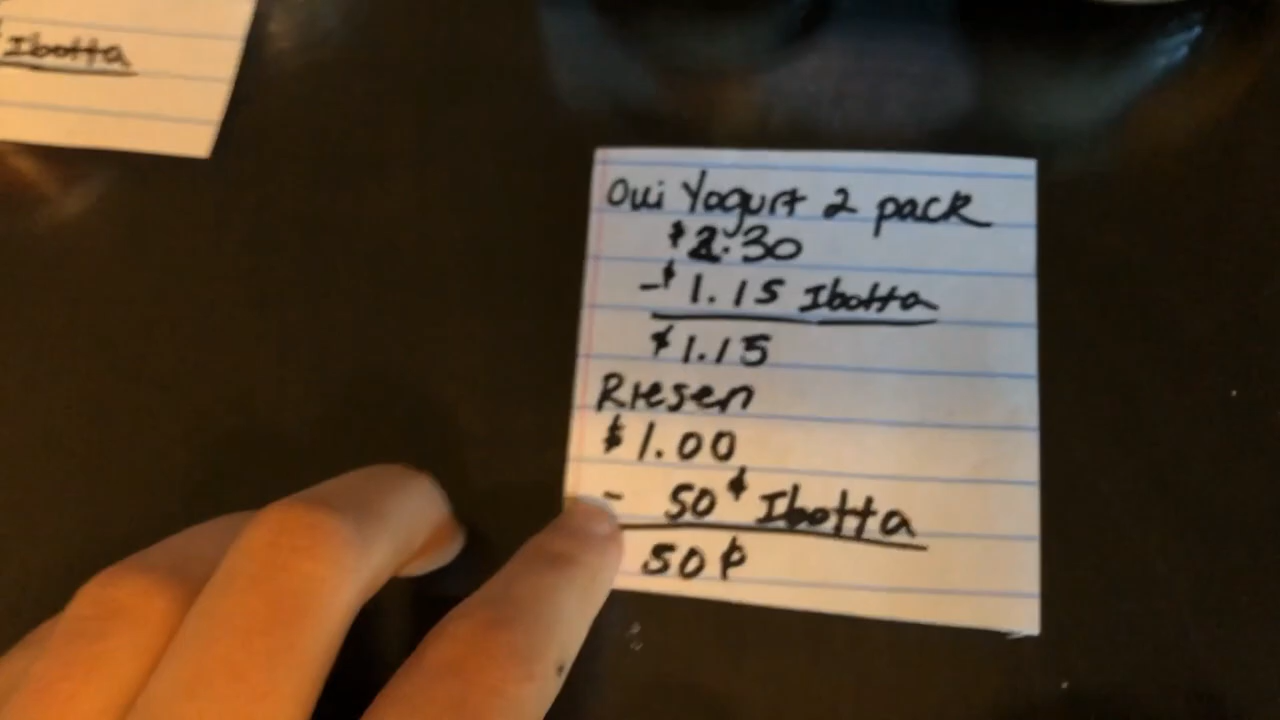 Ibotta
Oui Yogurt 2 pack
$2.30
-$1.15 Ibotta
$1.15
Riesen
$1.00
- 50¢ Ibotta
50¢